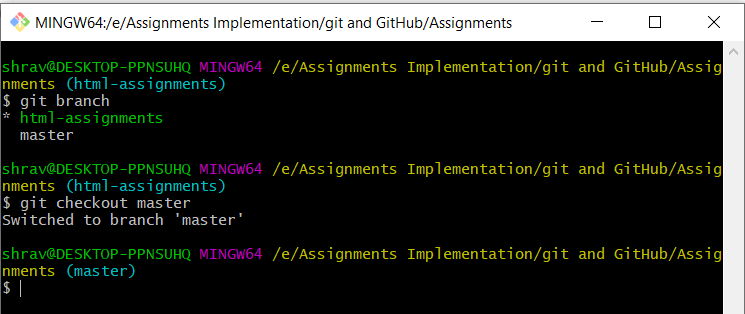 MINGW64:/e/Assignments Implementation/git and GitHub/Assignments
shrav@DESKTOP-PPNSUHQ MINGW64 /e/Assignments Implementation/git and GitHub/Assig
nments (html-assignments)
$ git branch
* html-assignments
  master
shrav@DESKTOP-PPNSUHQ MINGW64 /e/Assignments Implementation/git and GitHub/Assig
nments (html-assignments)
$ git checkout master
Switched to branch 'master'
shrav@DESKTOP-PPNSUHQ MINGW64 /e/Assignments Implementation/git and GitHub/Assig
nments (master)
$